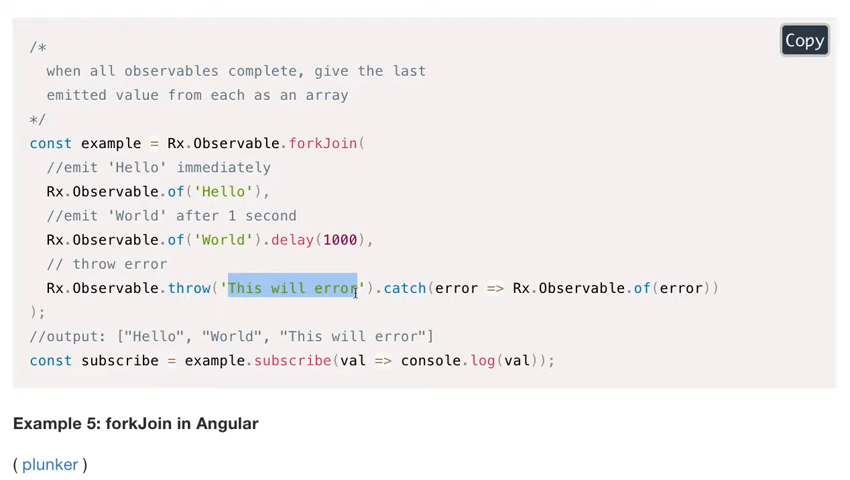 Copy
/*
when all observables complete, give the last
emitted value from each as an array
*/
const example = Rx.Observable.forkJoin(
//emit 'Hello' immediately
Rx.Observable.of('Hello'),
//emit 'World' after 1 second
Rx.Observable.of('World').delay(1000),
// throw error
Rx.Observable.throw('This will error').catch(error => Rx.Observable.of(error))
);
//output: ["Hello", "World", "This will error"]
const subscribe = example.subscribe(val => console.log(val));
Example 5: forkJoin in Angular
( plunker )